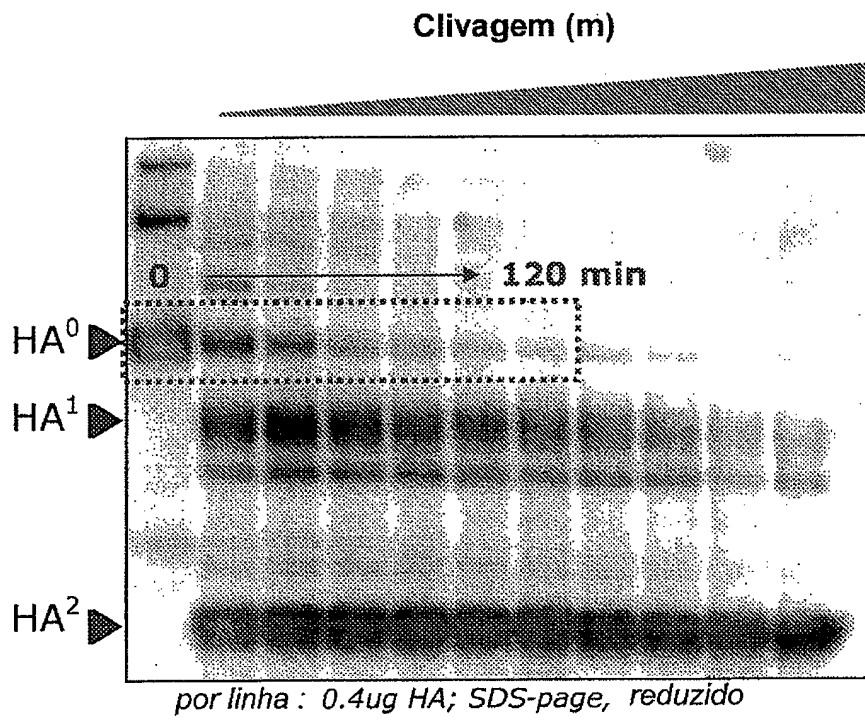 Clivagem (m)
0 120 min
HA⁰
HA¹
HA²
por linha : 0.4ug HA; SDS-page, reduzido